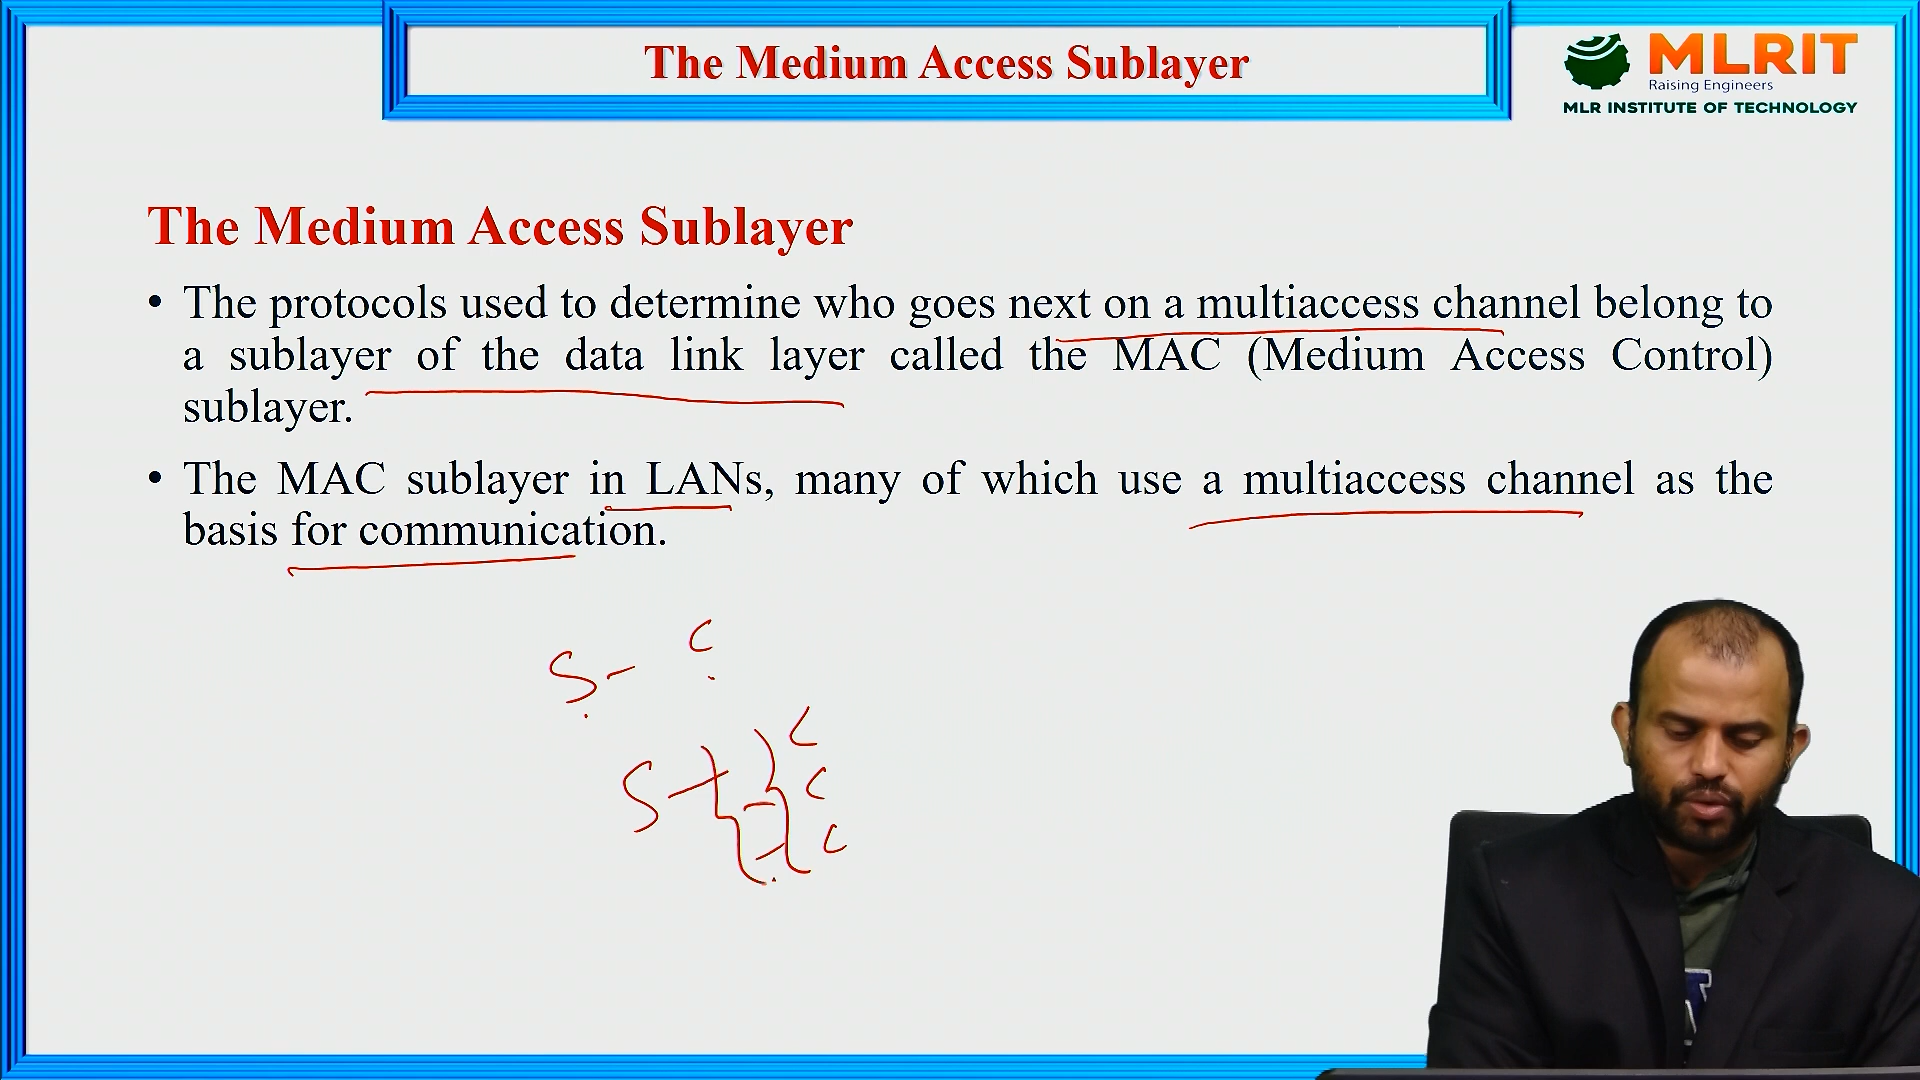 The Medium Access Sublayer
MLRIT
Raising Engineers
MLR INSTITUTE OF TECHNOLOGY
The Medium Access Sublayer
• The protocols used to determine who goes next on a multiaccess channel belong to
a sublayer of the data link layer called the MAC (Medium Access Control)
sublayer.
• The MAC sublayer in LANs, many of which use a multiaccess channel as the
basis for communication.
S - C
S C
C
C